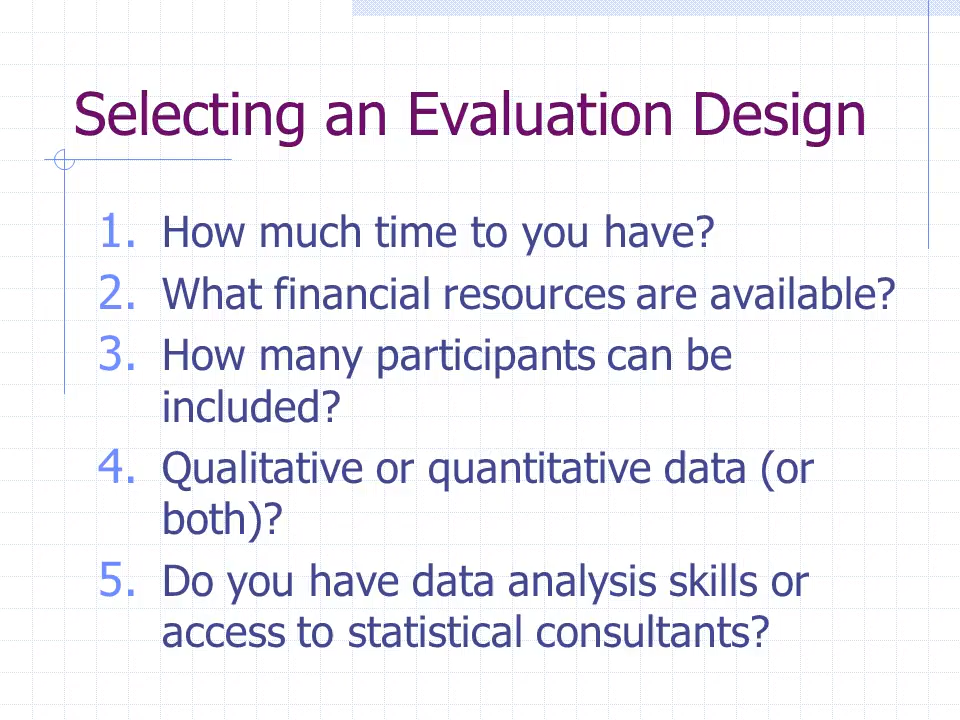 Selecting an Evaluation Design
1. How much time to you have?
2. What financial resources are available?
3. How many participants can be
included?
4. Qualitative or quantitative data (or
both)?
5. Do you have data analysis skills or
access to statistical consultants?